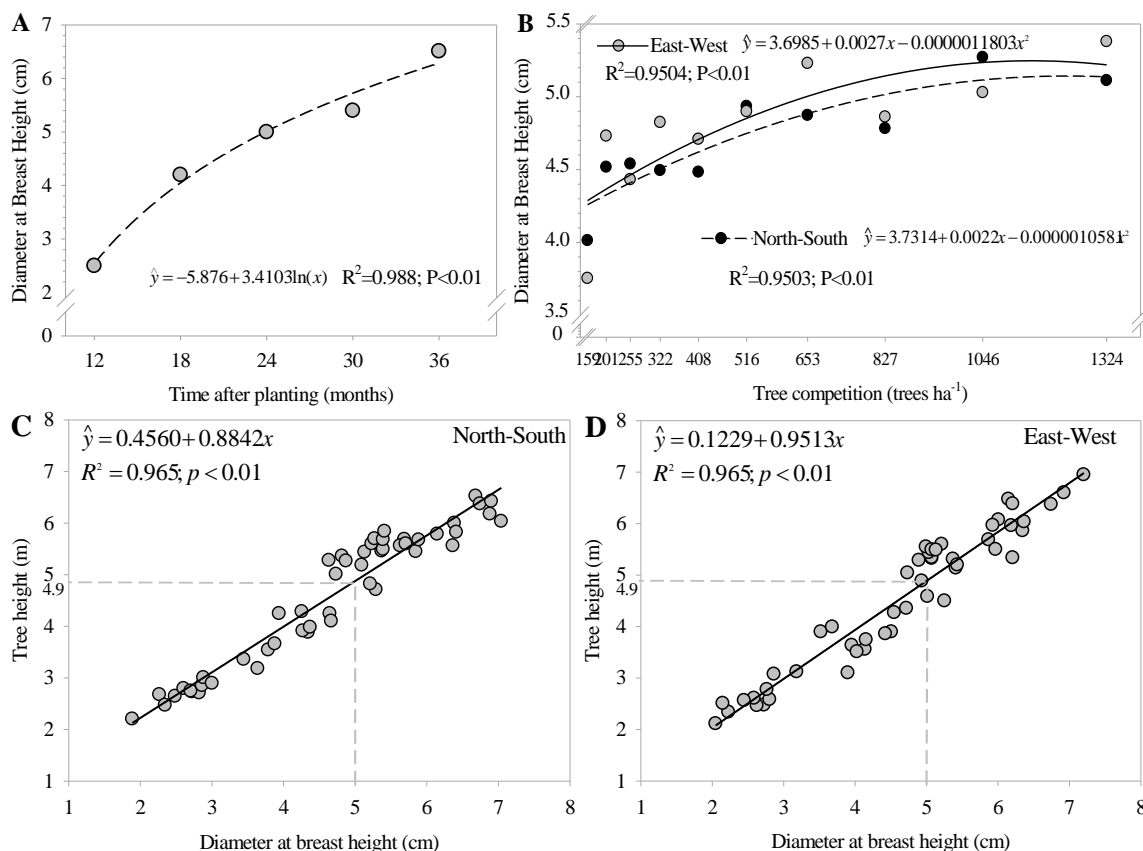 A
Diameter at Breast Height (cm)
7
6
5
4
3
2
0
ŷ = −5.876 + 3.4103ln(x) R²=0.988; P<0.01
12 18 24 30 36
Time after planting (months)
B
Diameter at Breast Height (cm)
5.5
5.0
4.5
4.0
3.5
0
East-West ŷ = 3.6985 + 0.0027x − 0.0000011803x²
R²=0.9504; P<0.01
North-South ŷ = 3.7314 + 0.0022x − 0.0000010581x²
R²=0.9503; P<0.01
159 201 255 322 408 516 653 827 1046 1324
Tree competition (trees ha⁻¹)
C
ŷ = 0.4560 + 0.8842x
North-South
R² = 0.965; p < 0.01
Tree height (m)
8
7
6
5
4.9
4
3
2
1
1 2 3 4 5 6 7 8
Diameter at breast height (cm)
D
ŷ = 0.1229 + 0.9513x
East-West
R² = 0.965; p < 0.01
Tree height (m)
8
7
6
5
4.9
4
3
2
1
1 2 3 4 5 6 7 8
Diameter at breast height (cm)